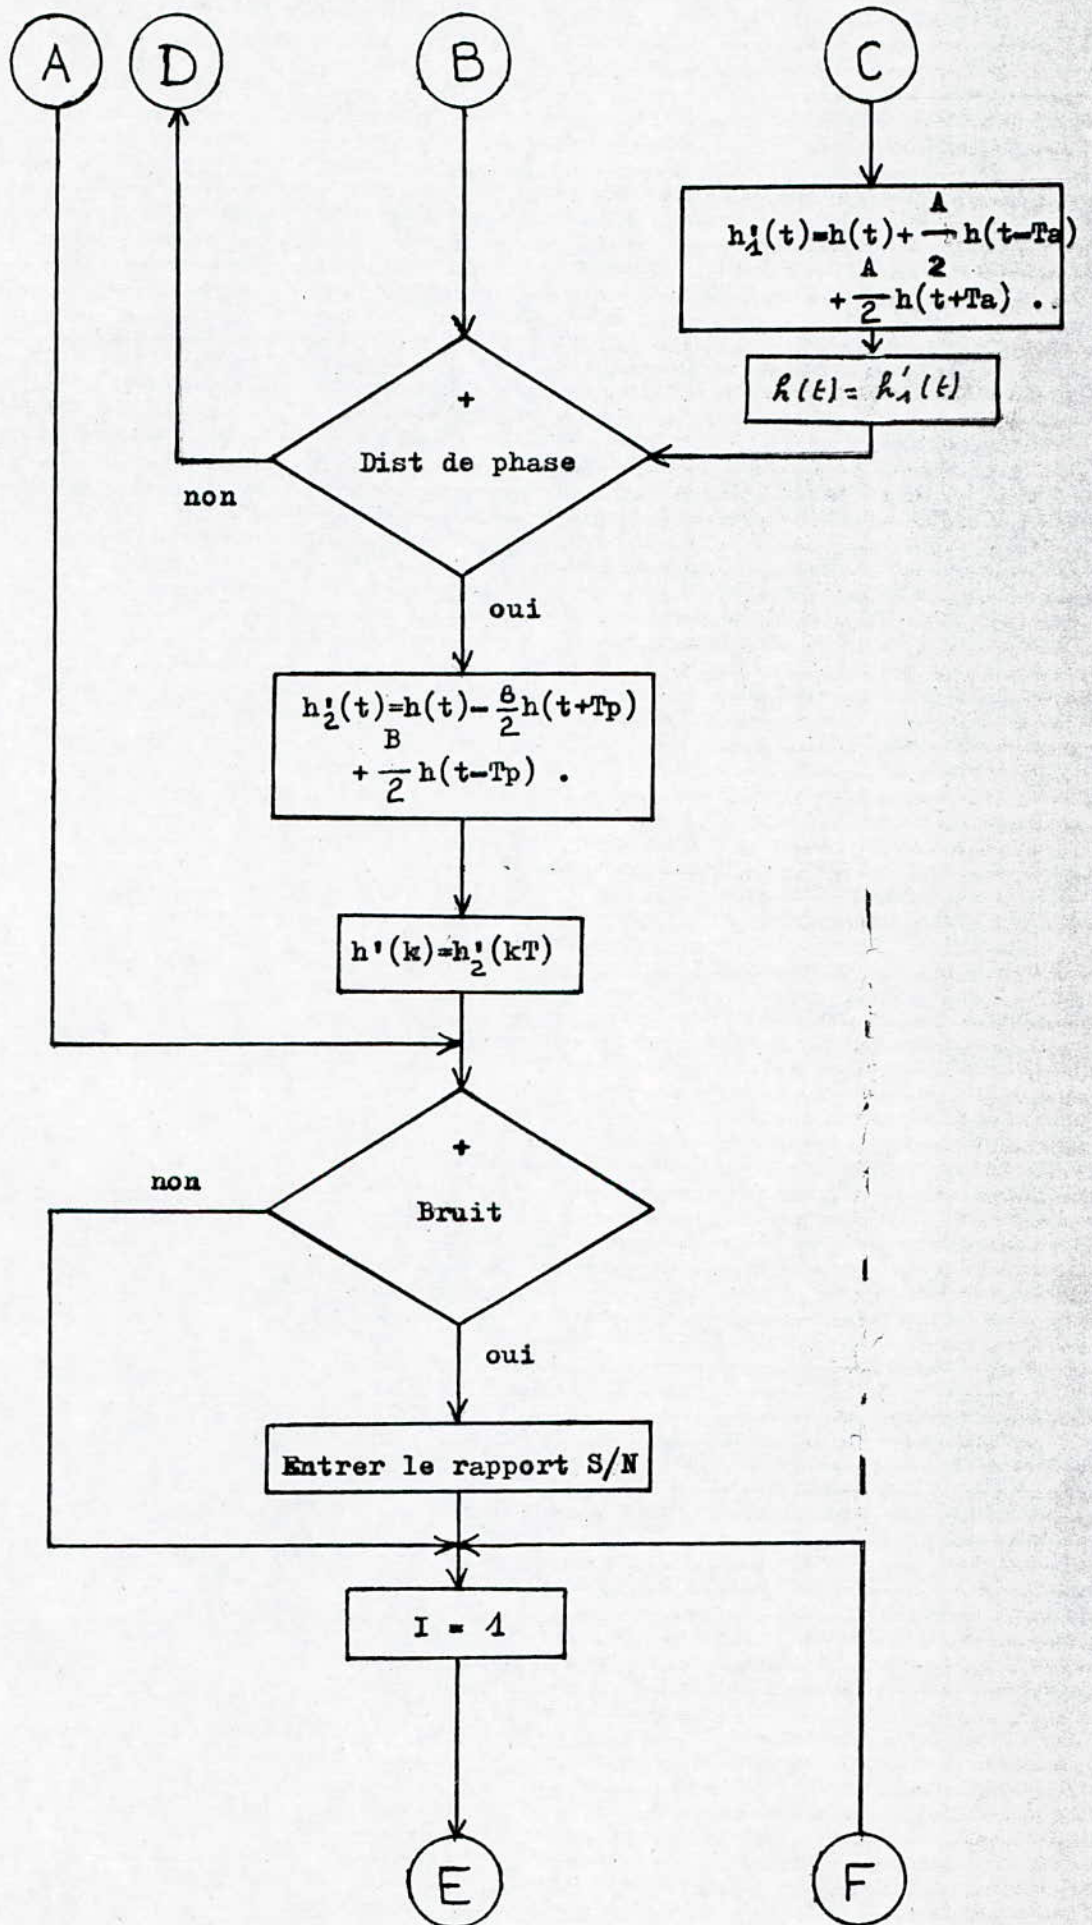 A D B C
h'1(t)=h(t)+ A/2 h(t-Ta)
+ A/2 h(t+Ta) .
h(t) = h'1(t)
+
Dist de phase
non
oui
h'2(t)=h(t)- B/2 h(t+Tp)
+ B/2 h(t-Tp) .
h'(k)=h'2(kT)
+
non
Bruit
oui
Entrer le rapport S/N
I = 1
E F